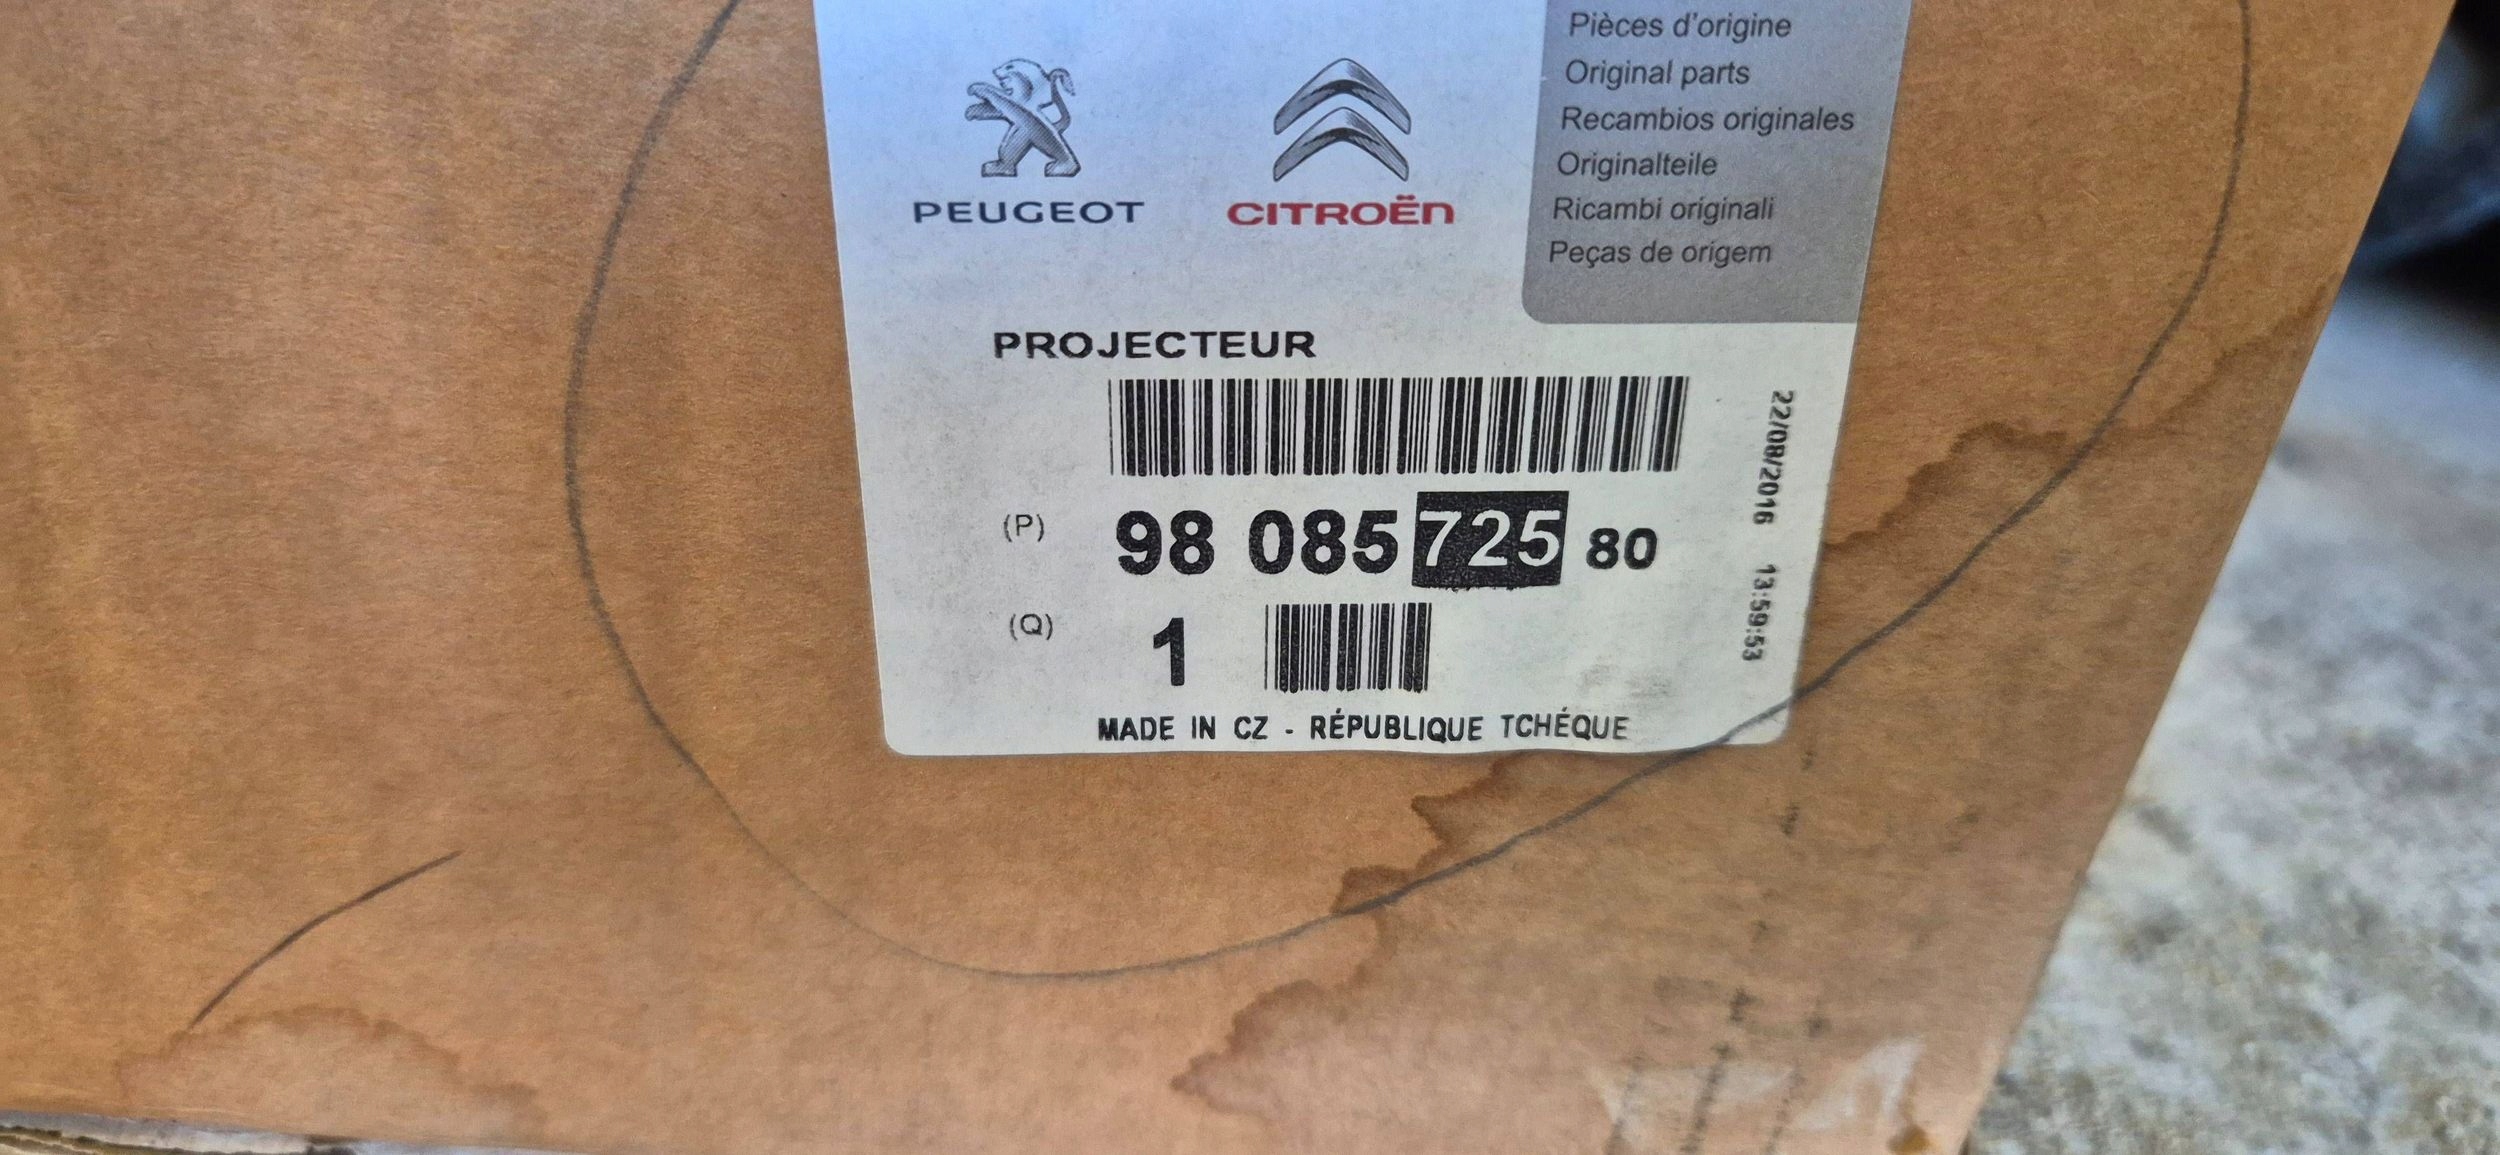 Pièces d'origine
Original parts
Recambios originales
Originalteile
Ricambi originali
Peças de origem
PEUGEOT CITROËN
PROJECTEUR
(P) 98 085 725 80
(Q) 1
MADE IN CZ - RÉPUBLIQUE TCHÉQUE
22/08/2016 13:59:53